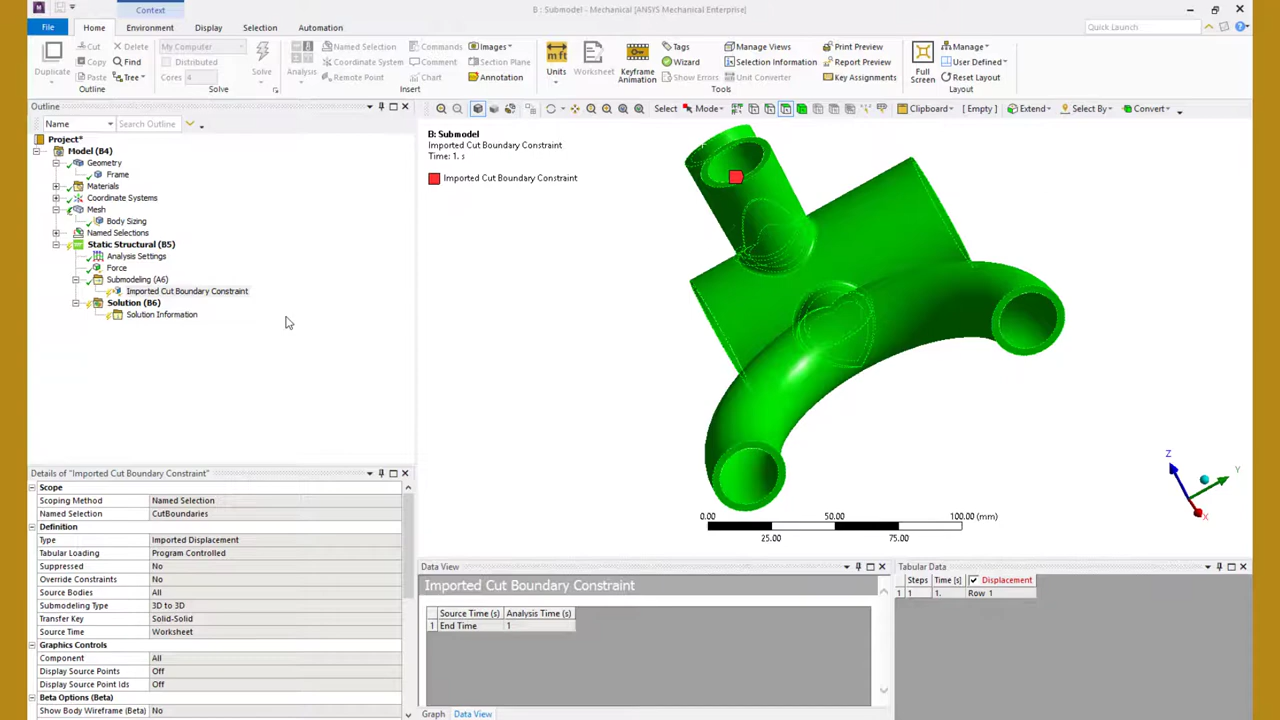 Context
B : Submodel - Mechanical [ANSYS Mechanical Enterprise]
File
Home
Environment
Display
Selection
Automation
Quick Launch
Duplicate
Cut
Copy
Paste
Delete
Find
Tree
Outline
My Computer
Distributed
Cores 4
Solve
Solve
Analysis
Named Selection
Coordinate System
Remote Point
Commands
Comment
Chart
Images
Section Plane
Annotation
Insert
Units
Worksheet
Keyframe
Animation
Tags
Wizard
Show Errors
Manage Views
Selection Information
Unit Converter
Print Preview
Report Preview
Key Assignments
Tools
Full
Screen
Manage
User Defined
Reset Layout
Layout
Outline
Name
Search Outline
Select
Mode
Clipboard
[ Empty ]
Extend
Select By
Convert
Project*
Model (B4)
Geometry
Frame
Materials
Coordinate Systems
Mesh
Body Sizing
Named Selections
Static Structural (B5)
Analysis Settings
Force
Submodeling (A6)
Imported Cut Boundary Constraint
Solution (B6)
Solution Information
B: Submodel
Imported Cut Boundary Constraint
Time: 1. s
Imported Cut Boundary Constraint
0.00
50.00
100.00 (mm)
25.00
75.00
Z
Y
X
Details of "Imported Cut Boundary Constraint"
Scope
Scoping Method Named Selection
Named Selection CutBoundaries
Definition
Type Imported Displacement
Tabular Loading Program Controlled
Suppressed No
Override Constraints No
Source Bodies All
Submodeling Type 3D to 3D
Transfer Key Solid-Solid
Source Time Worksheet
Graphics Controls
Component All
Display Source Points Off
Display Source Point Ids Off
Beta Options (Beta)
Show Body Wireframe (Beta) No
Data View
Imported Cut Boundary Constraint
Source Time (s) Analysis Time (s)
1 End Time 1
Graph
Data View
Tabular Data
Steps Time [s] Displacement
1 1 1. Row 1